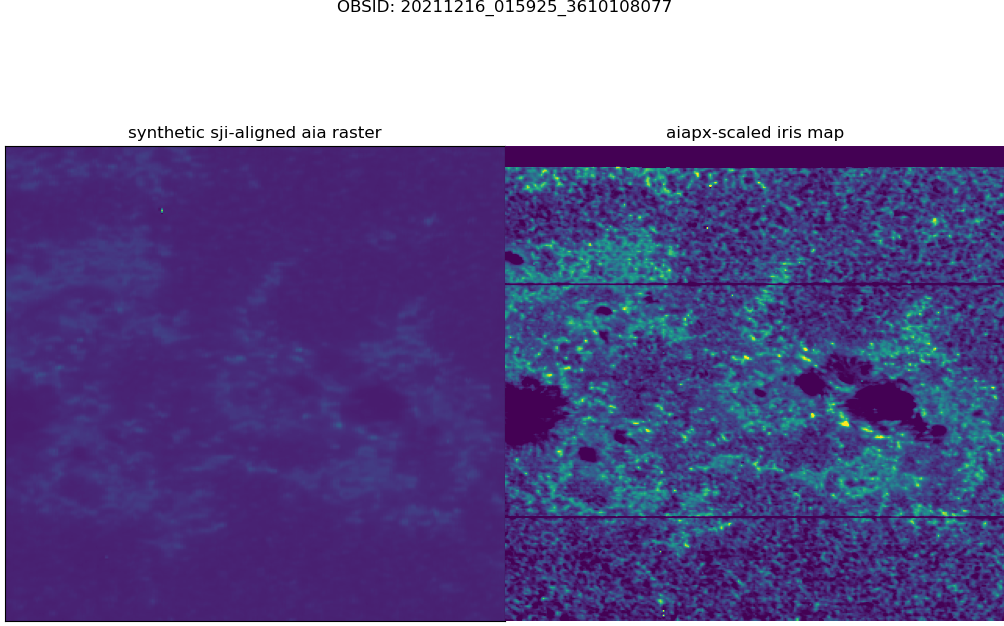 OBSID: 20211216_015925_3610108077
synthetic sji-aligned aia raster
aiapx-scaled iris map